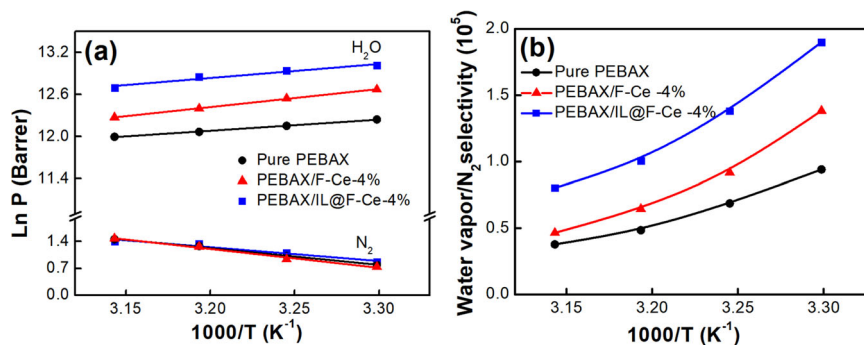 (a)
H₂O
13.2
12.6
12.0
11.4
1.4
0.7
0.0
Ln P (Barrer)
Pure PEBAX
PEBAX/F-Ce-4%
PEBAX/IL@F-Ce-4%
N₂
3.15
3.20
3.25
3.30
1000/T (K⁻¹)
(b)
2.0
1.5
1.0
0.5
0.0
Water vapor/N₂ selectivity (10⁵)
Pure PEBAX
PEBAX/F-Ce -4%
PEBAX/IL@F-Ce -4%
3.15
3.20
3.25
3.30
1000/T (K⁻¹)